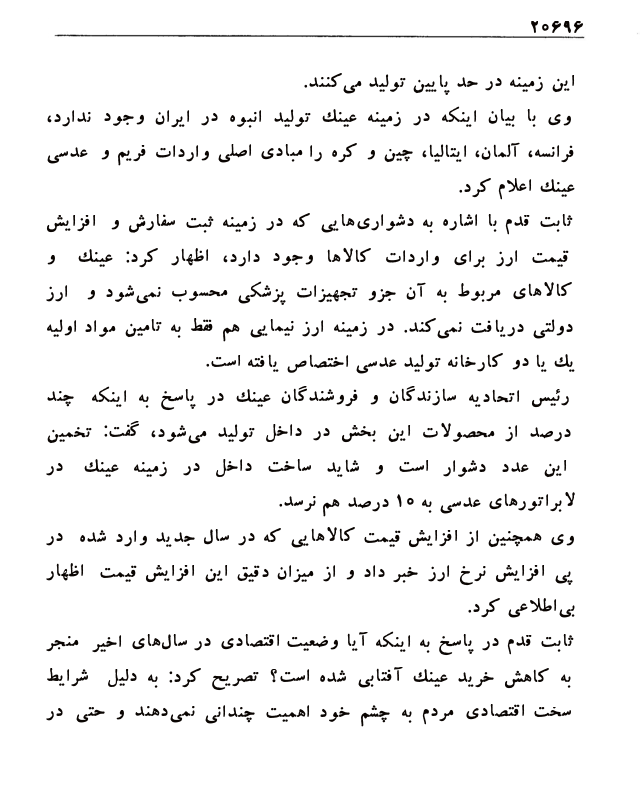 ۲۰۶۹۶
این زمینه در حد پایین تولید می‌کنند.
وی با بیان اینکه در زمینه عینك تولید انبوه در ایران وجود ندارد،
فرانسه، آلمان، ایتالیا، چین و کره را مبادی اصلی واردات فریم و عدسی
عینك اعلام کرد.
ثابت قدم با اشاره به دشواری‌هایی که در زمینه ثبت سفارش و افزایش
قیمت ارز برای واردات کالاها وجود دارد، اظهار کرد: عینك و
کالاهای مربوط به آن جزو تجهیزات پزشکی محسوب نمی‌شود و ارز
دولتی دریافت نمی‌کند. در زمینه ارز نیمایی هم فقط به تامین مواد اولیه
یك یا دو کارخانه تولید عدسی اختصاص یافته است.
رئیس اتحادیه سازندگان و فروشندگان عینك در پاسخ به اینکه چند
درصد از محصولات این بخش در داخل تولید می‌شود، گفت: تخمین
این عدد دشوار است و شاید ساخت داخل در زمینه عینك در
لابراتورهای عدسی به ۱۰ درصد هم نرسد.
وی همچنین از افزایش قیمت کالاهایی که در سال جدید وارد شده در
پی افزایش نرخ ارز خبر داد و از میزان دقیق این افزایش قیمت اظهار
بی‌اطلاعی کرد.
ثابت قدم در پاسخ به اینکه آیا وضعیت اقتصادی در سال‌های اخیر منجر
به کاهش خرید عینك آفتابی شده است؟ تصریح کرد: به دلیل شرایط
سخت اقتصادی مردم به چشم خود اهمیت چندانی نمی‌دهند و حتی در